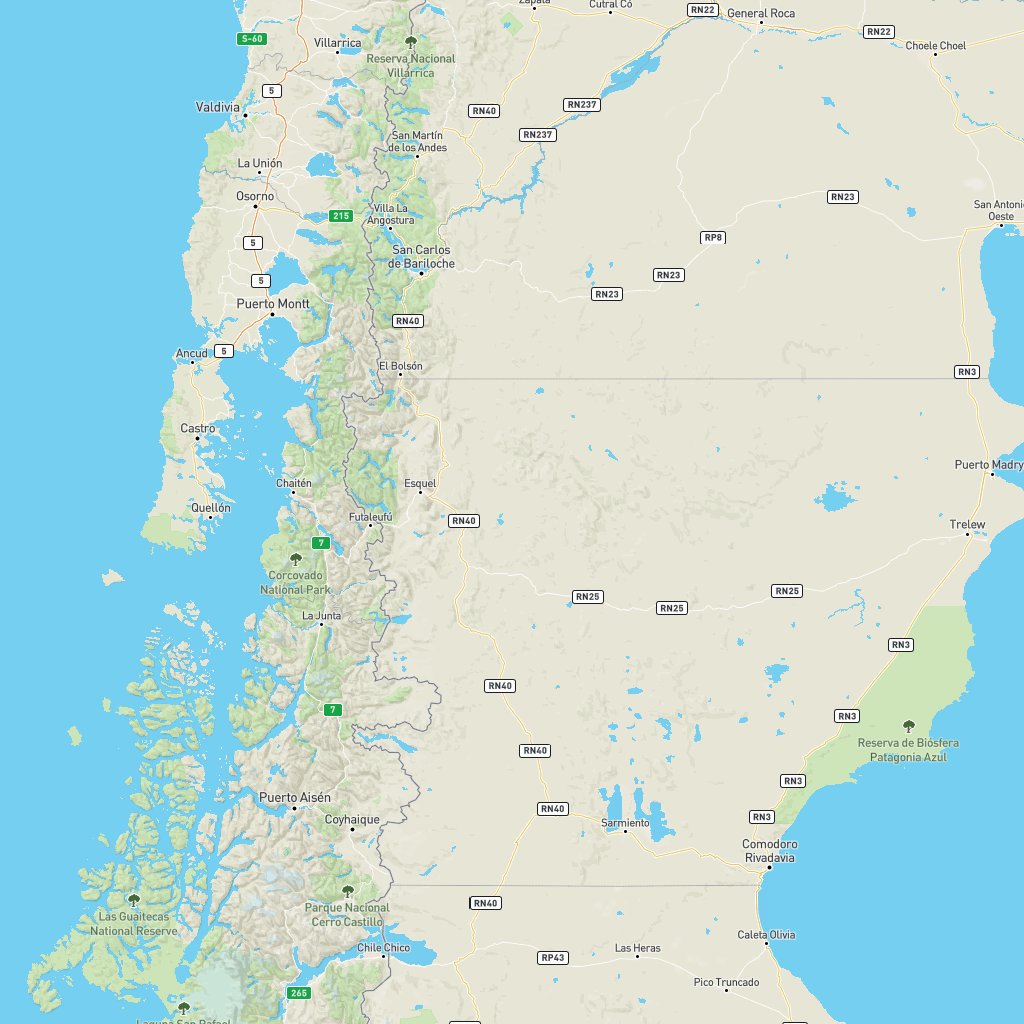 Zapala
Cutral Có
RN22
General Roca
RN22
Choele Choel
S-60
Villarrica
Reserva Nacional
Villarrica
5
Valdivia
RN40
RN237
RN237
San Martín
de los Andes
La Unión
Osorno
215
Villa La
Angostura
RN23
San Antonio
Oeste
RP8
5
San Carlos
de Bariloche
5
RN23
RN23
Puerto Montt
RN40
Ancud
5
El Bolsón
RN3
Castro
Chaitén
Esquel
Puerto Madry
Quellón
Futaleufú
RN40
Trelew
7
Corcovado
National Park
RN25
RN25
RN25
La Junta
RN3
RN40
7
RN3
Reserva de Biósfera
Patagonia Azul
RN40
RN3
Puerto Aisén
RN40
RN3
Coyhaique
Sarmiento
Comodoro
Rivadavia
Las Guaitecas
National Reserve
Parque Nacional
Cerro Castillo
RN40
Chile Chico
Caleta Olivia
RP43
Las Heras
Pico Truncado
265
Laguna San Rafael